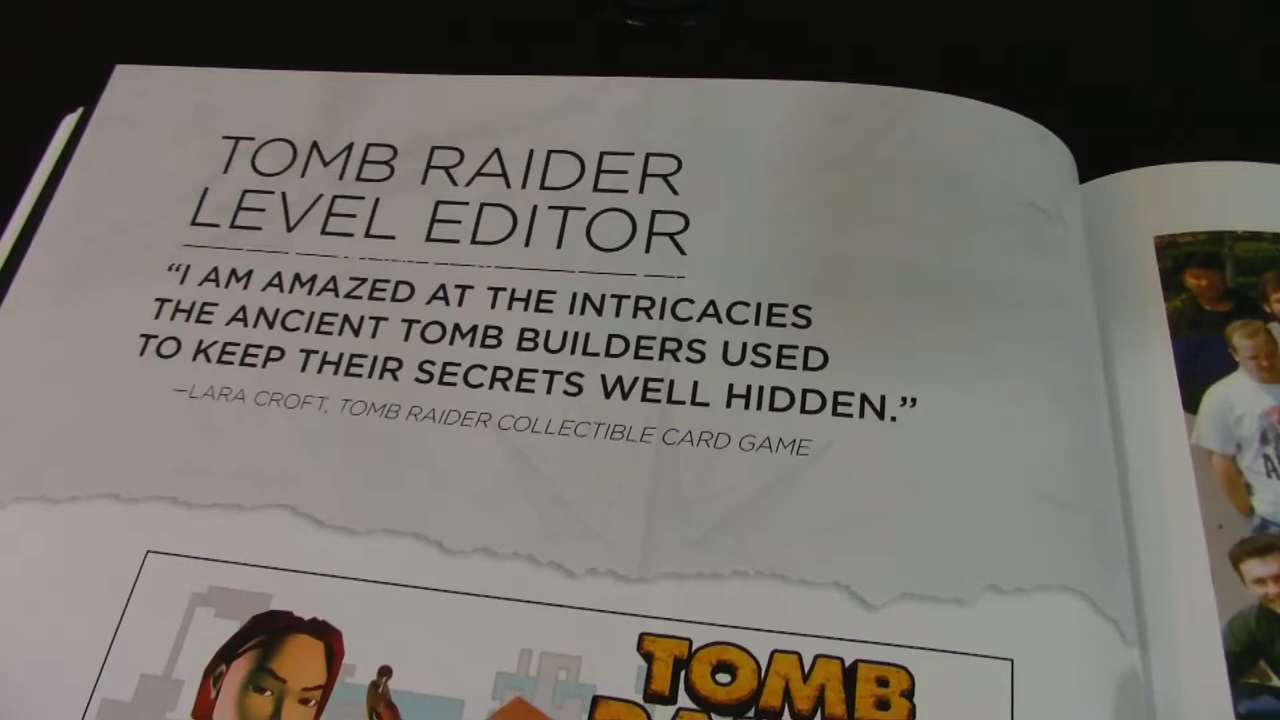 TOMB RAIDER
LEVEL EDITOR
“I AM AMAZED AT THE INTRICACIES
THE ANCIENT TOMB BUILDERS USED
TO KEEP THEIR SECRETS WELL HIDDEN.”
—LARA CROFT, TOMB RAIDER COLLECTIBLE CARD GAME
TOMB